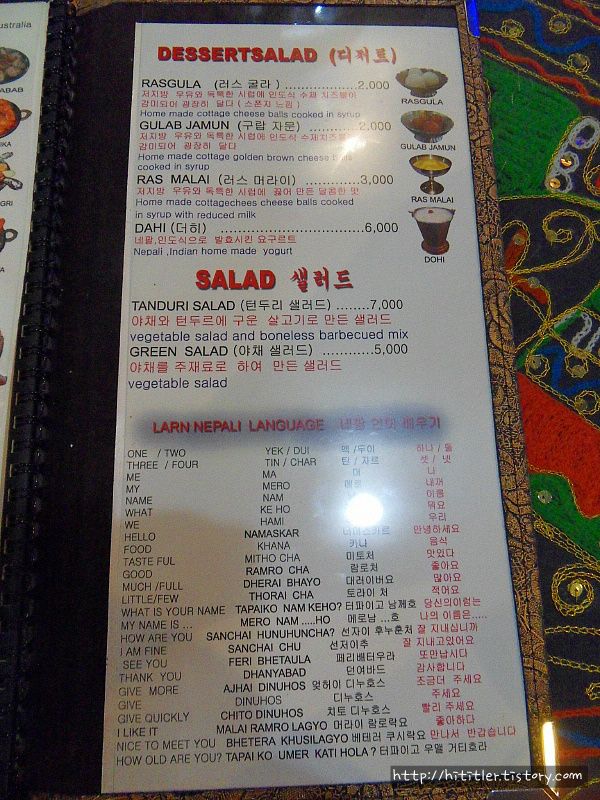 ustralia
ABAB
IKA
GRI
DESSERTSALAD (디저트)
RASGULA (러스 굴라) ..................2,000
저지방 우유와 독특한 시럽에 인도식 수제 치즈볼이
감미되어 굉장히 달다 (스폰지 느낌)
Home made cottage cheese balls cooked in syrup
RASGULA
GULAB JAMUN (구랍 자문) ............2,000
저지방 우유와 독특한 시럽에 인도식 수제치즈볼이
감미되어 굉장히 달다
Home made cottage golden brown cheese balls
cooked in syrup
GULAB JAMUN
RAS MALAI (러스 머라이) .............3,000
저지방 우유와 독특한 시럽에 끓여 만든 달콤한 맛
Home made cottagechees cheese balls cooked
in syrup with reduced milk
RAS MALAI
DAHI (더히) ............................6,000
네팔,인도식으로 발효시킨 요구르트
Nepali ,Indian home made yogurt
DOHI
SALAD 샐러드
TANDURI SALAD (턴두리 샐러드) ........7,000
야채와 턴두르에 구운 살고기로 만든 샐러드
vegetable salad and boneless barbecued mix
GREEN SALAD (야채 샐러드) ............5,000
야채를 주재료로 하여 만든 샐러드
vegetable salad
LARN NEPALI LANGUAGE 네팔 언어 배우기
ONE / TWO YEK / DUI 엑 /두이 하나 / 둘
THREE / FOUR TIN / CHAR 틴 / 차르 셋 / 넷
ME MA 머 나
MY MERO 메로 내꺼
NAME NAM 이름
WHAT KE HO 뭐요
WE HAMI 우리
HELLO NAMASKAR 안녕하세요
FOOD KHANA 카나 음식
TASTE FUL MITHO CHA 미토처 맛있다
GOOD RAMRO CHA 람로처 좋아요
MUCH /FULL DHERAI BHAYO 대러이버요 많아요
LITTLE/FEW THORAI CHA 토라이 처 적어요
WHAT IS YOUR NAME TAPAIKO NAM KEHO? 터파이고 남께호 당신의이름는
MY NAME IS ... MERO NAM .....HO 메로남 ...호 나의 이름은.....
HOW ARE YOU SANCHAI HUNUHUNCHA? 선자이 후누훈처 잘 지내십니까
I AM FINE SANCHAI CHU 선저이추 잘 지내고있어요
SEE YOU FERI BHETAULA 페리베터우라 또만납시다
THANK YOU DHANYABAD 던여바드 감사합니다
GIVE MORE AJHAI DINUHOS 엊허이 디누호스 조금더 주세요
GIVE DINUHOS 디누호스 주세요
GIVE QUICKLY CHITO DINUHOS 치토 디누호스 빨리 주세요
I LIKE IT MALAI RAMRO LAGYO 머라이 람로락요 좋아하다
NICE TO MEET YOU BHETERA KHUSILAGYO 베테러 쿠시락요 만나서 반갑습니다
HOW OLD ARE YOU? TAPAI KO UMER KATI HOLA ? 터파이고 우멜 거티호라
http://hititler.tistory.com